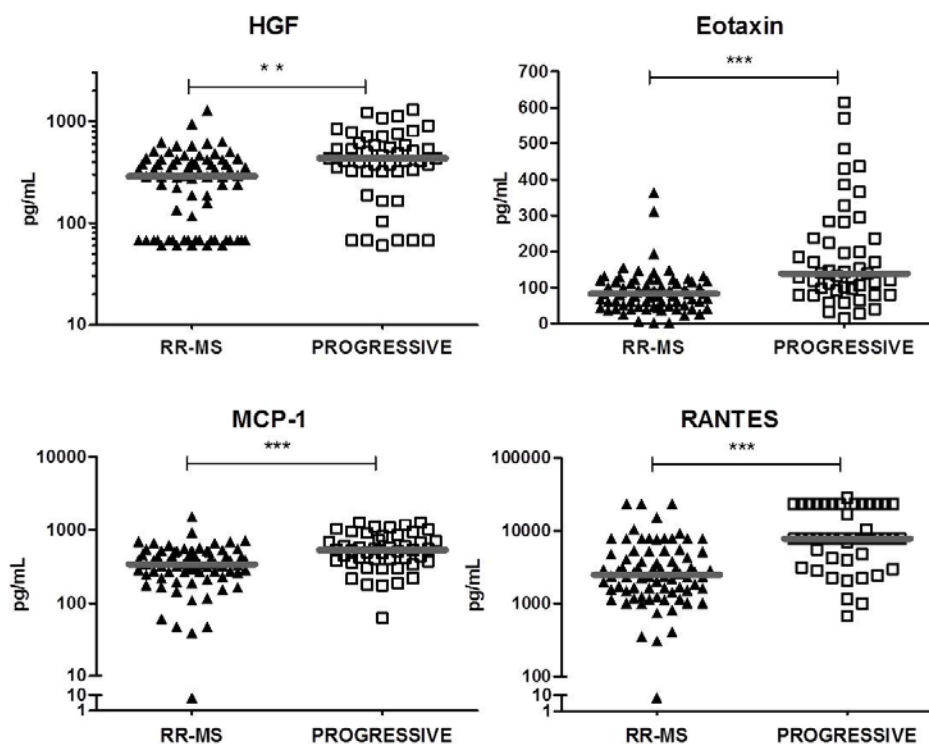 HGF
* *
pg/mL
1000
100
10
RR-MS PROGRESSIVE
Eotaxin
***
pg/mL
700
600
500
400
300
200
100
0
RR-MS PROGRESSIVE
MCP-1
***
pg/mL
10000
1000
100
10
10
1
RR-MS PROGRESSIVE
RANTES
***
pg/mL
100000
10000
1000
100
10
1
RR-MS PROGRESSIVE